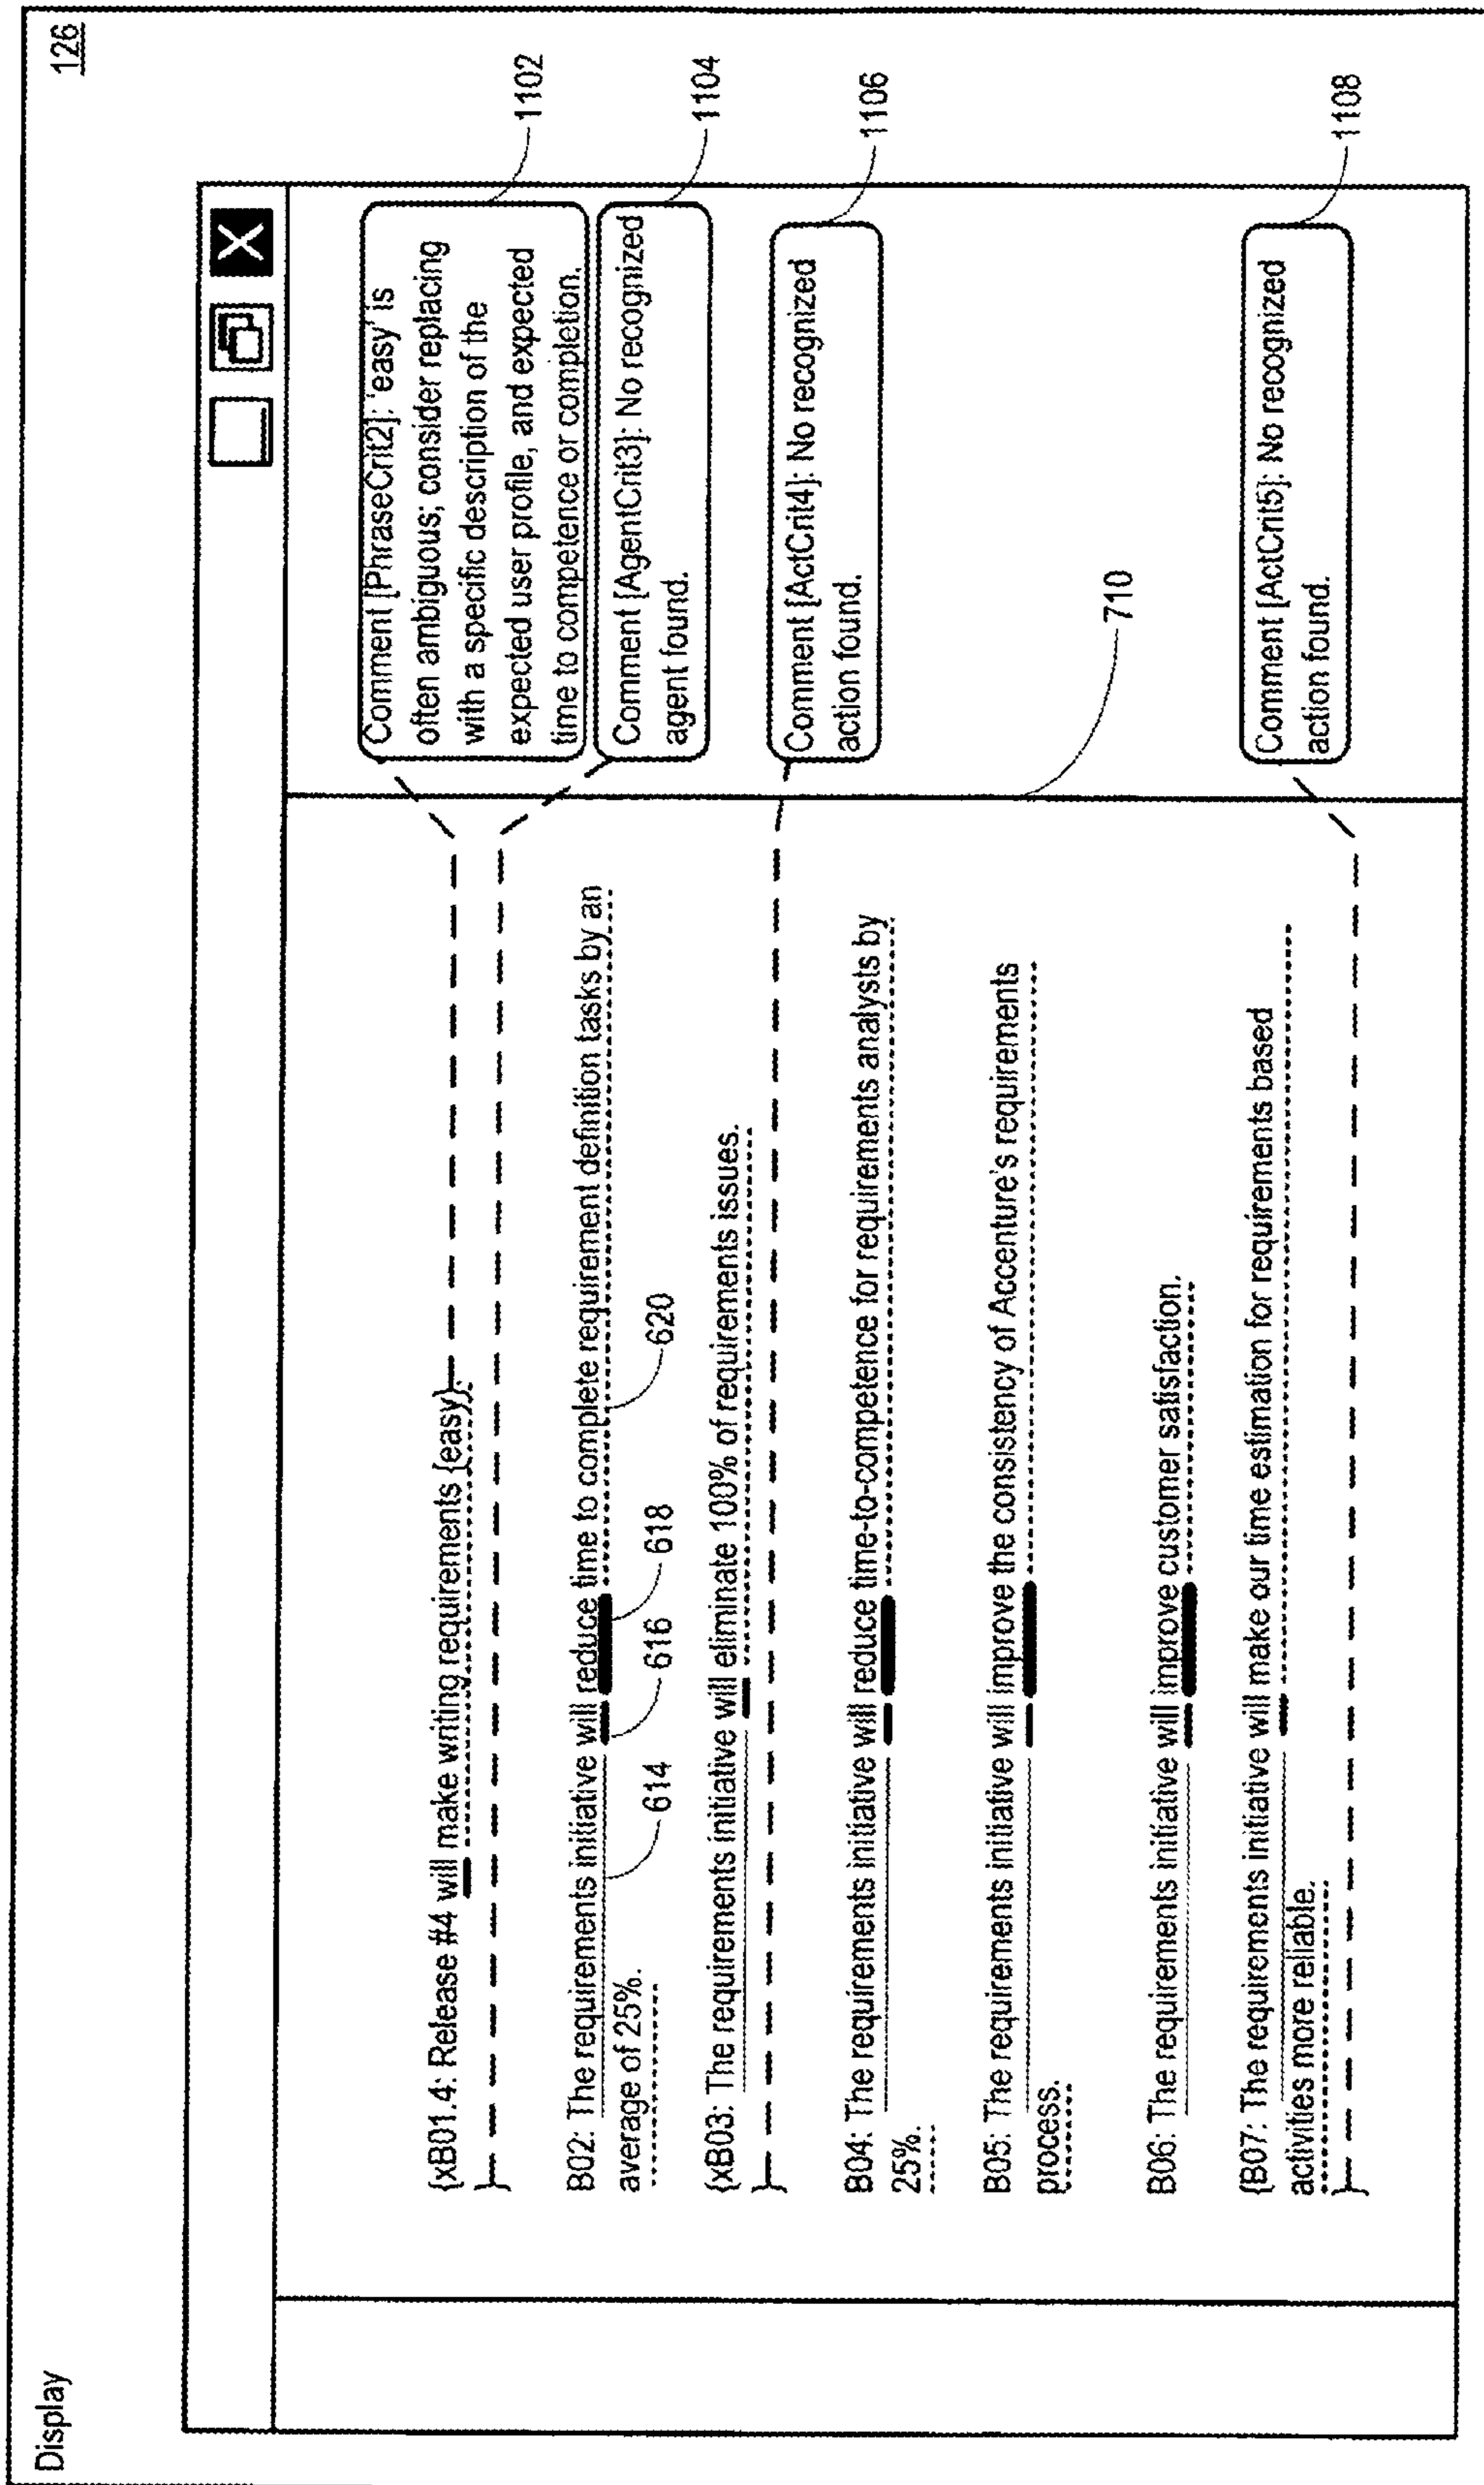 Display
126
{xB01.4: Release #4 will make writing requirements {easy}.
}
B02: The requirements initiative will reduce time to complete requirement definition tasks by an
average of 25%.
614
616
618
620
{xB03: The requirements initiative will eliminate 100% of requirements issues.
}
B04: The requirements initiative will reduce time-to-competence for requirements analysts by
25%.
B05: The requirements initiative will improve the consistency of Accenture's requirements
process.
B06: The requirements initiative will improve customer satisfaction.
{B07: The requirements initiative will make our time estimation for requirements based
activities more reliable.
}
710
Comment [PhraseCrit2]: 'easy' is
often ambiguous; consider replacing
with a specific description of the
expected user profile, and expected
time to competence or completion.
1102
Comment [AgentCrit3]: No recognized
agent found.
1104
Comment [ActCrit4]: No recognized
action found.
1106
Comment [ActCrit5]: No recognized
action found.
1108